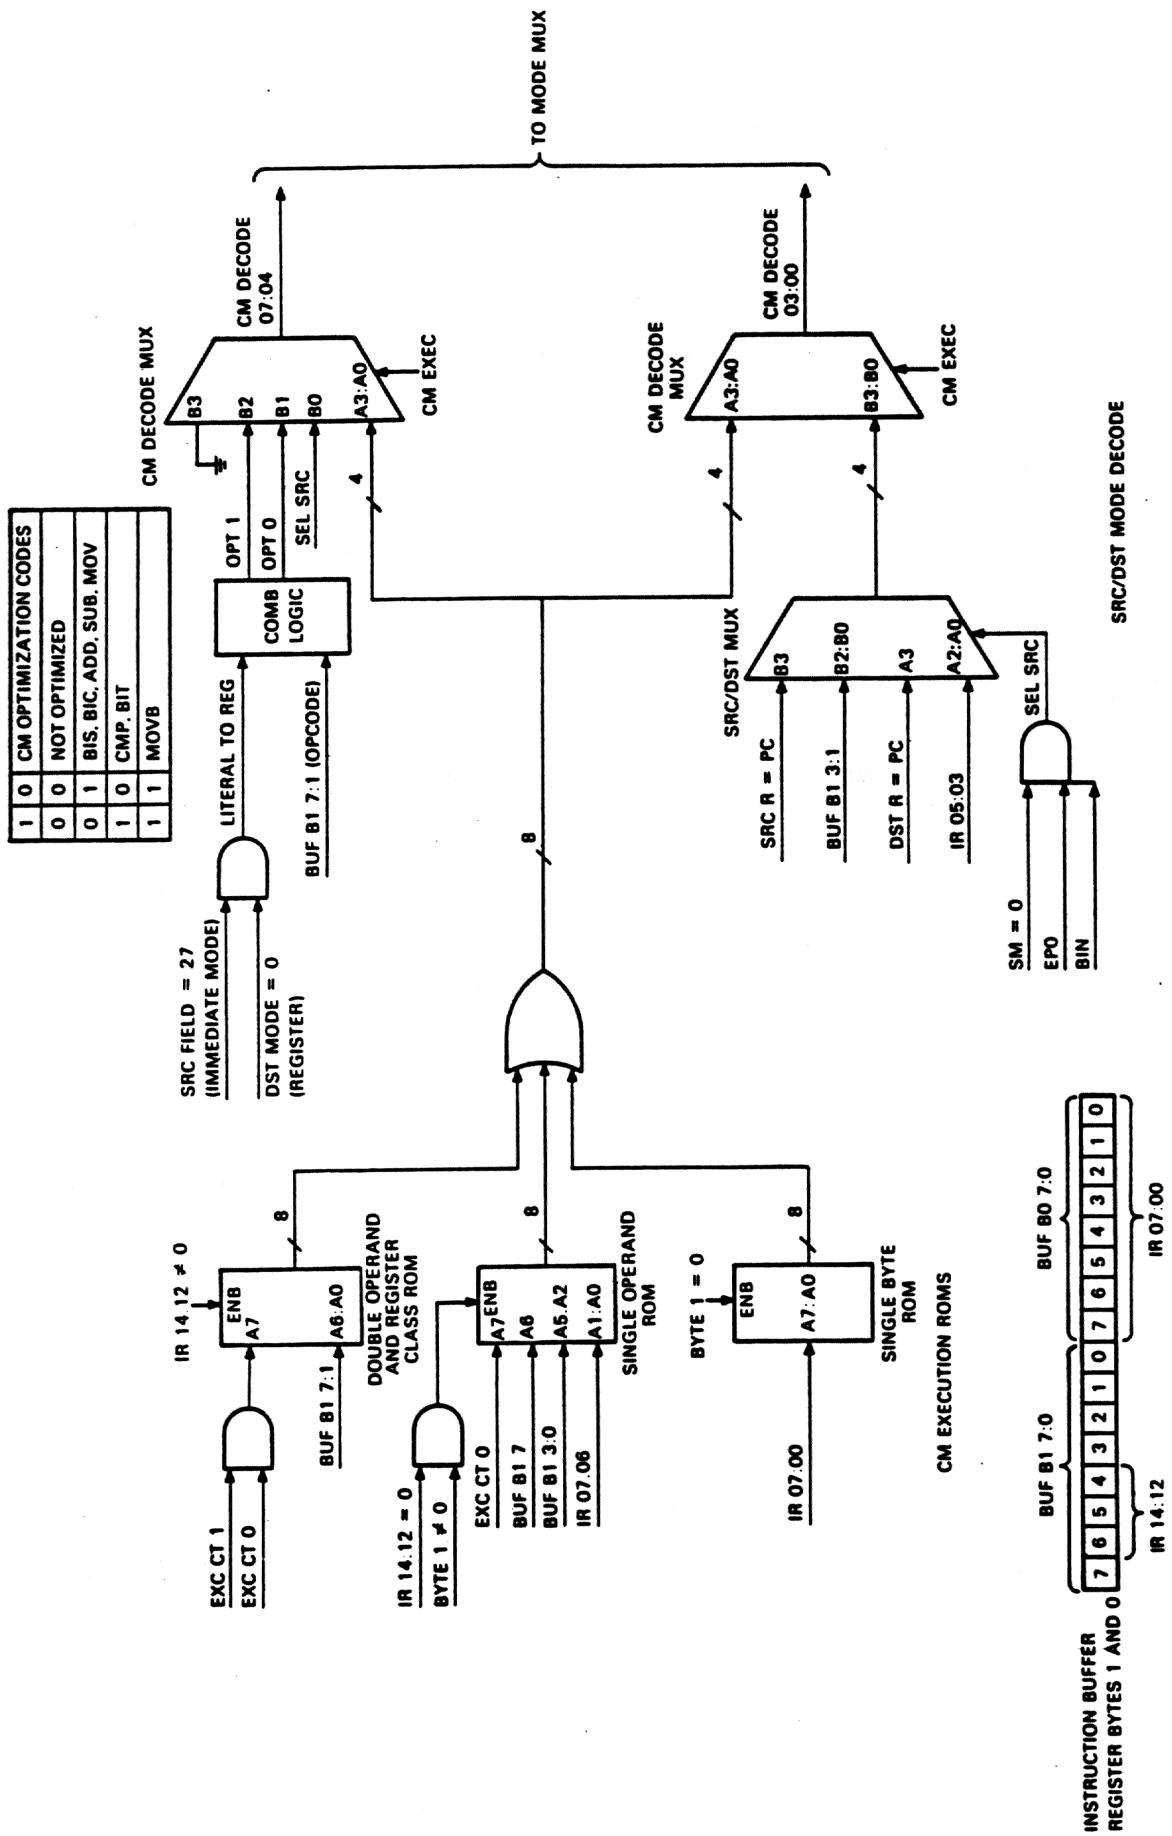 1 0 CM OPTIMIZATION CODES
0 0 NOT OPTIMIZED
0 1 BIS, BIC, ADD, SUB, MOV
1 0 CMP, BIT
1 1 MOVB
SRC FIELD = 27
(IMMEDIATE MODE)
DST MODE = 0
(REGISTER)
LITERAL TO REG
BUF B1 7:1 (OPCODE)
COMB
LOGIC
OPT 1
OPT 0
SEL SRC
4
CM DECODE MUX
B3
B2
B1
B0
A3:A0
CM EXEC
CM DECODE
07:04
TO MODE MUX
EXC CT 1
EXC CT 0
IR 14:12 ≠ 0
ENB
A7
A6:A0
BUF B1 7:1
8
DOUBLE OPERAND
AND REGISTER
CLASS ROM
IR 14:12 = 0
BYTE 1 ≠ 0
EXC CT 0
BUF B1 7
BUF B1 3:0
IR 07:06
A7 ENB
A6
A5:A2
A1:A0
8
SINGLE OPERAND
ROM
BYTE 1 = 0
ENB
IR 07:00
A7:A0
8
SINGLE BYTE
ROM
CM EXECUTION ROMS
8
CM DECODE
MUX
4
A3:A0
B3:B0
4
CM EXEC
CM DECODE
03:00
SRC/DST MUX
SRC R = PC
B3
BUF B1 3:1
B2:B0
DST R = PC
A3
IR 05:03
A2:A0
SEL SRC
SM = 0
EP0
BIN
SRC/DST MODE DECODE
BUF B1 7:0
BUF B0 7:0
INSTRUCTION BUFFER
REGISTER BYTES 1 AND 0
7 6 5 4 3 2 1 0 7 6 5 4 3 2 1 0
IR 14:12
IR 07:00